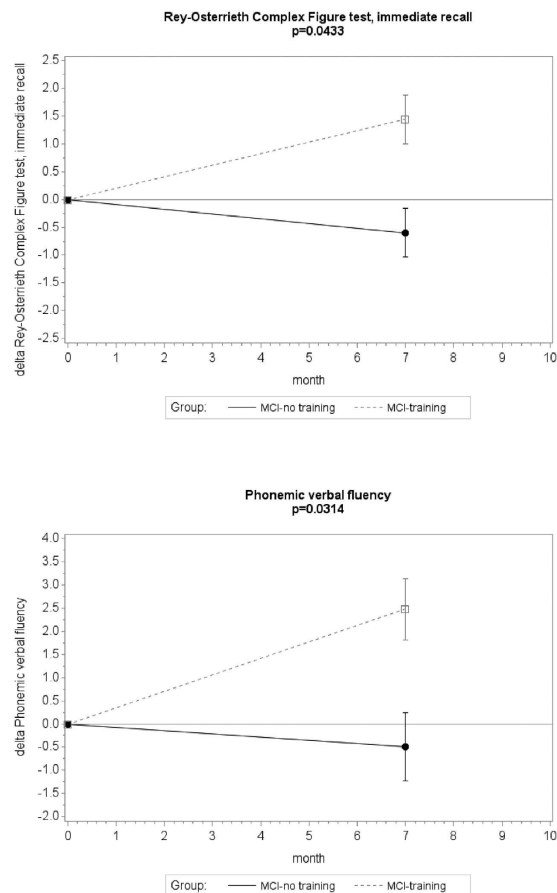 Rey-Osterrieth Complex Figure test, immediate recall
p=0.0433
delta Rey-Osterrieth Complex Figure test, immediate recall
2.5
2.0
1.5
1.0
0.5
0.0
-0.5
-1.0
-1.5
-2.0
-2.5
0 1 2 3 4 5 6 7 8 9 10
month
Group: MCI-no training MCI-training
Phonemic verbal fluency
p=0.0314
delta Phonemic verbal fluency
4.0
3.5
3.0
2.5
2.0
1.5
1.0
0.5
0.0
-0.5
-1.0
-1.5
-2.0
0 1 2 3 4 5 6 7 8 9 10
month
Group: MCI-no training MCI-training